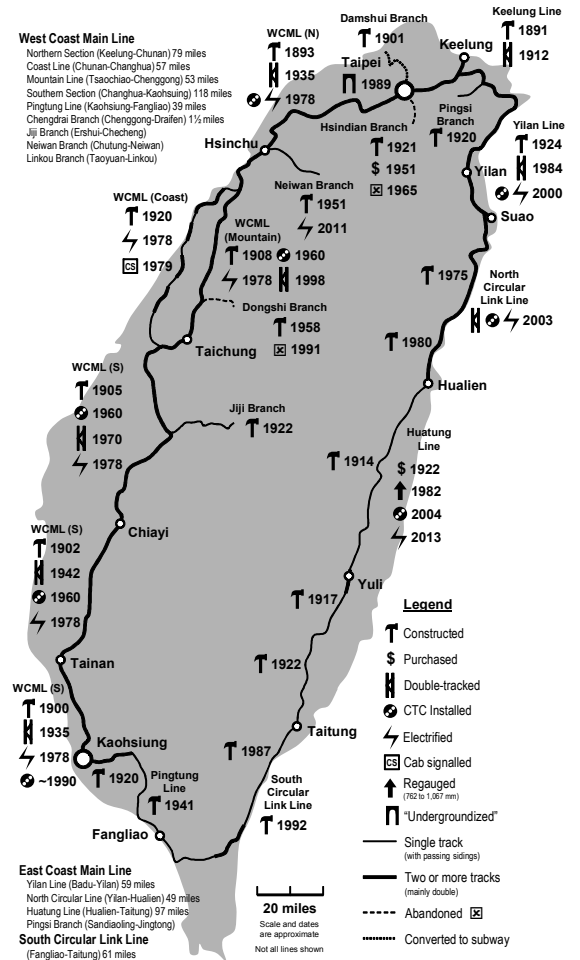 Damshui Branch
1901
Keelung Line
1891
1912
Keelung
West Coast Main Line
Northern Section (Keelung-Chunan) 79 miles
Coast Line (Chunan-Changhua) 57 miles
Mountain Line (Tsaochiao-Chenggong) 53 miles
Southern Section (Changhua-Kaohsiung) 118 miles
Pingtung Line (Kaohsiung-Fangliao) 39 miles
Chengdrai Branch (Chenggong-Draifen) 1½ miles
Jiji Branch (Ershui-Checheng)
Neiwan Branch (Chutung-Neiwan)
Linkou Branch (Taoyuan-Linkou)
WCML (N)
1893
1935
1978
Taipei
1989
Pingsi
Branch
1920
Hsindian Branch
1921
$ 1951
1965
Yilan Line
1924
1984
2000
Hsinchu
Yilan
Suao
Neiwan Branch
1951
2011
WCML (Coast)
1920
1978
CS 1979
WCML
(Mountain)
1908 1960
1978 1998
1975
North
Circular
Link Line
2003
Dongshi Branch
1958
1991
1980
Taichung
Hualien
WCML (S)
1905
1960
1970
1978
Jiji Branch
1922
Huatung
Line
1914
$ 1922
1982
2004
2013
Chiayi
WCML (S)
1902
1942
1960
1978
Yuli
1917
1922
Tainan
Legend
Constructed
$ Purchased
Double-tracked
CTC Installed
Electrified
CS Cab signalled
Regauged
(762 to 1,067 mm)
"Undergroundized"
Single track
(with passing sidings)
Two or more tracks
(mainly double)
Abandoned
Converted to subway
WCML (S)
1900
1935
1978
~1990
Kaohsiung
1920
Pingtung
Line
1941
Fangliao
Taitung
1987
South
Circular
Link Line
1992
20 miles
Scale and dates
are approximate
Not all lines shown
East Coast Main Line
Yilan Line (Badu-Yilan) 59 miles
North Circular Line (Yilan-Hualien) 49 miles
Huatung Line (Hualien-Taitung) 97 miles
Pingsi Branch (Sandiaoling-Jingtong)
South Circular Link Line
(Fangliao-Taitung) 61 miles